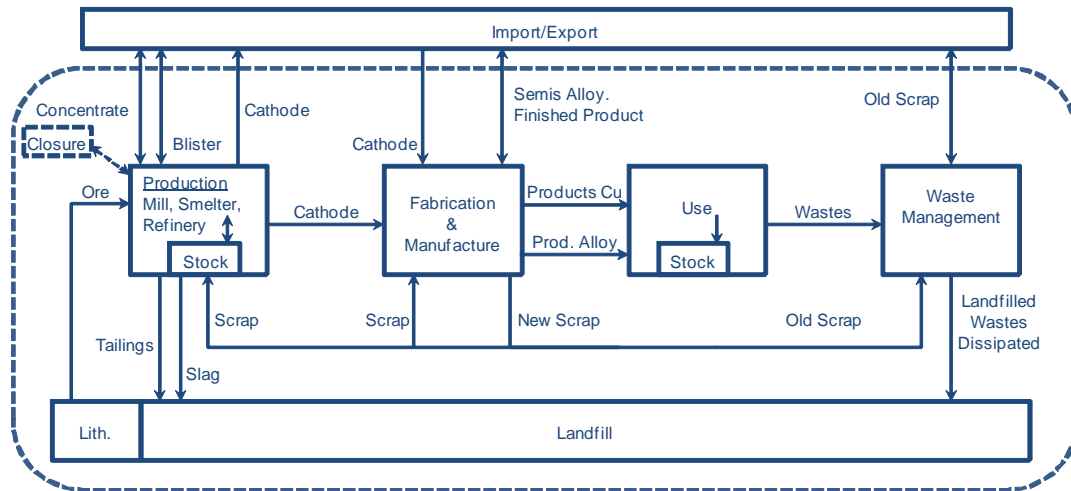 Import/Export
Concentrate
Cathode
Semis Alloy.
Finished Product
Old Scrap
Closure
Blister
Cathode
Ore
Production
Mill, Smelter,
Refinery
Stock
Cathode
Fabrication
&
Manufacture
Products Cu
Prod. Alloy
Use
Stock
Wastes
Waste
Management
Scrap
Scrap
New Scrap
Old Scrap
Landfilled
Wastes
Dissipated
Tailings
Slag
Lith.
Landfill